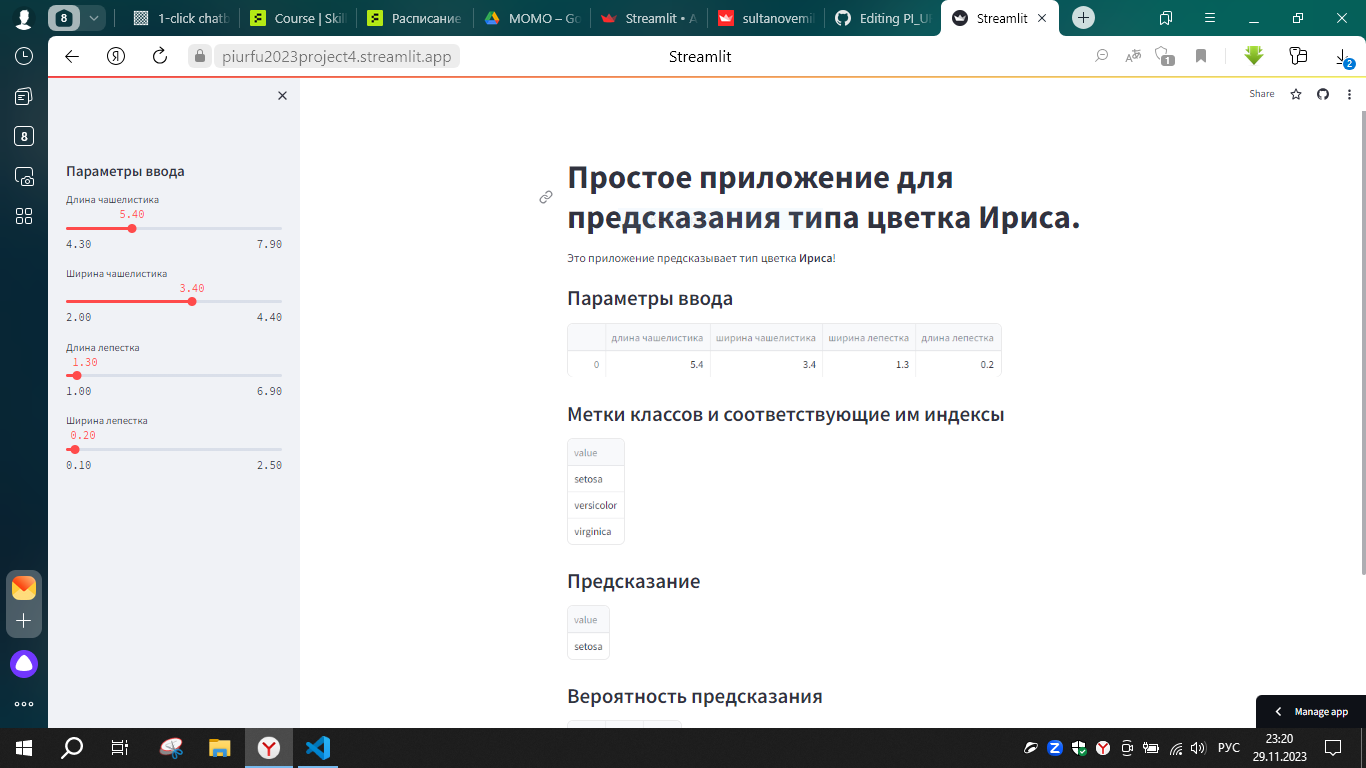 8
1-click chatb
Course | Skil
Расписание
MOMO – Go
Streamlit • A
sultanovemil
Editing PI_U
Streamlit
piurfu2023project4.streamlit.app
Streamlit
1
2
8
Share
Параметры ввода
Длина чашелистика
5.40
4.30 7.90
Ширина чашелистика
3.40
2.00 4.40
Длина лепестка
1.30
1.00 6.90
Ширина лепестка
0.20
0.10 2.50
Простое приложение для
предсказания типа цветка Ириса.
Это приложение предсказывает тип цветка Ириса!
Параметры ввода
длина чашелистика ширина чашелистика ширина лепестка длина лепестка
0 5.4 3.4 1.3 0.2
Метки классов и соответствующие им индексы
value
setosa
versicolor
virginica
Предсказание
value
setosa
Вероятность предсказания
Manage app
РУС
23:20
29.11.2023